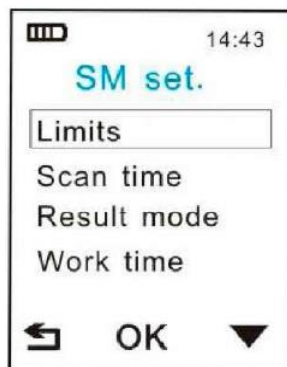 14:43
SM set.
Limits
Scan time
Result mode
Work time
OK